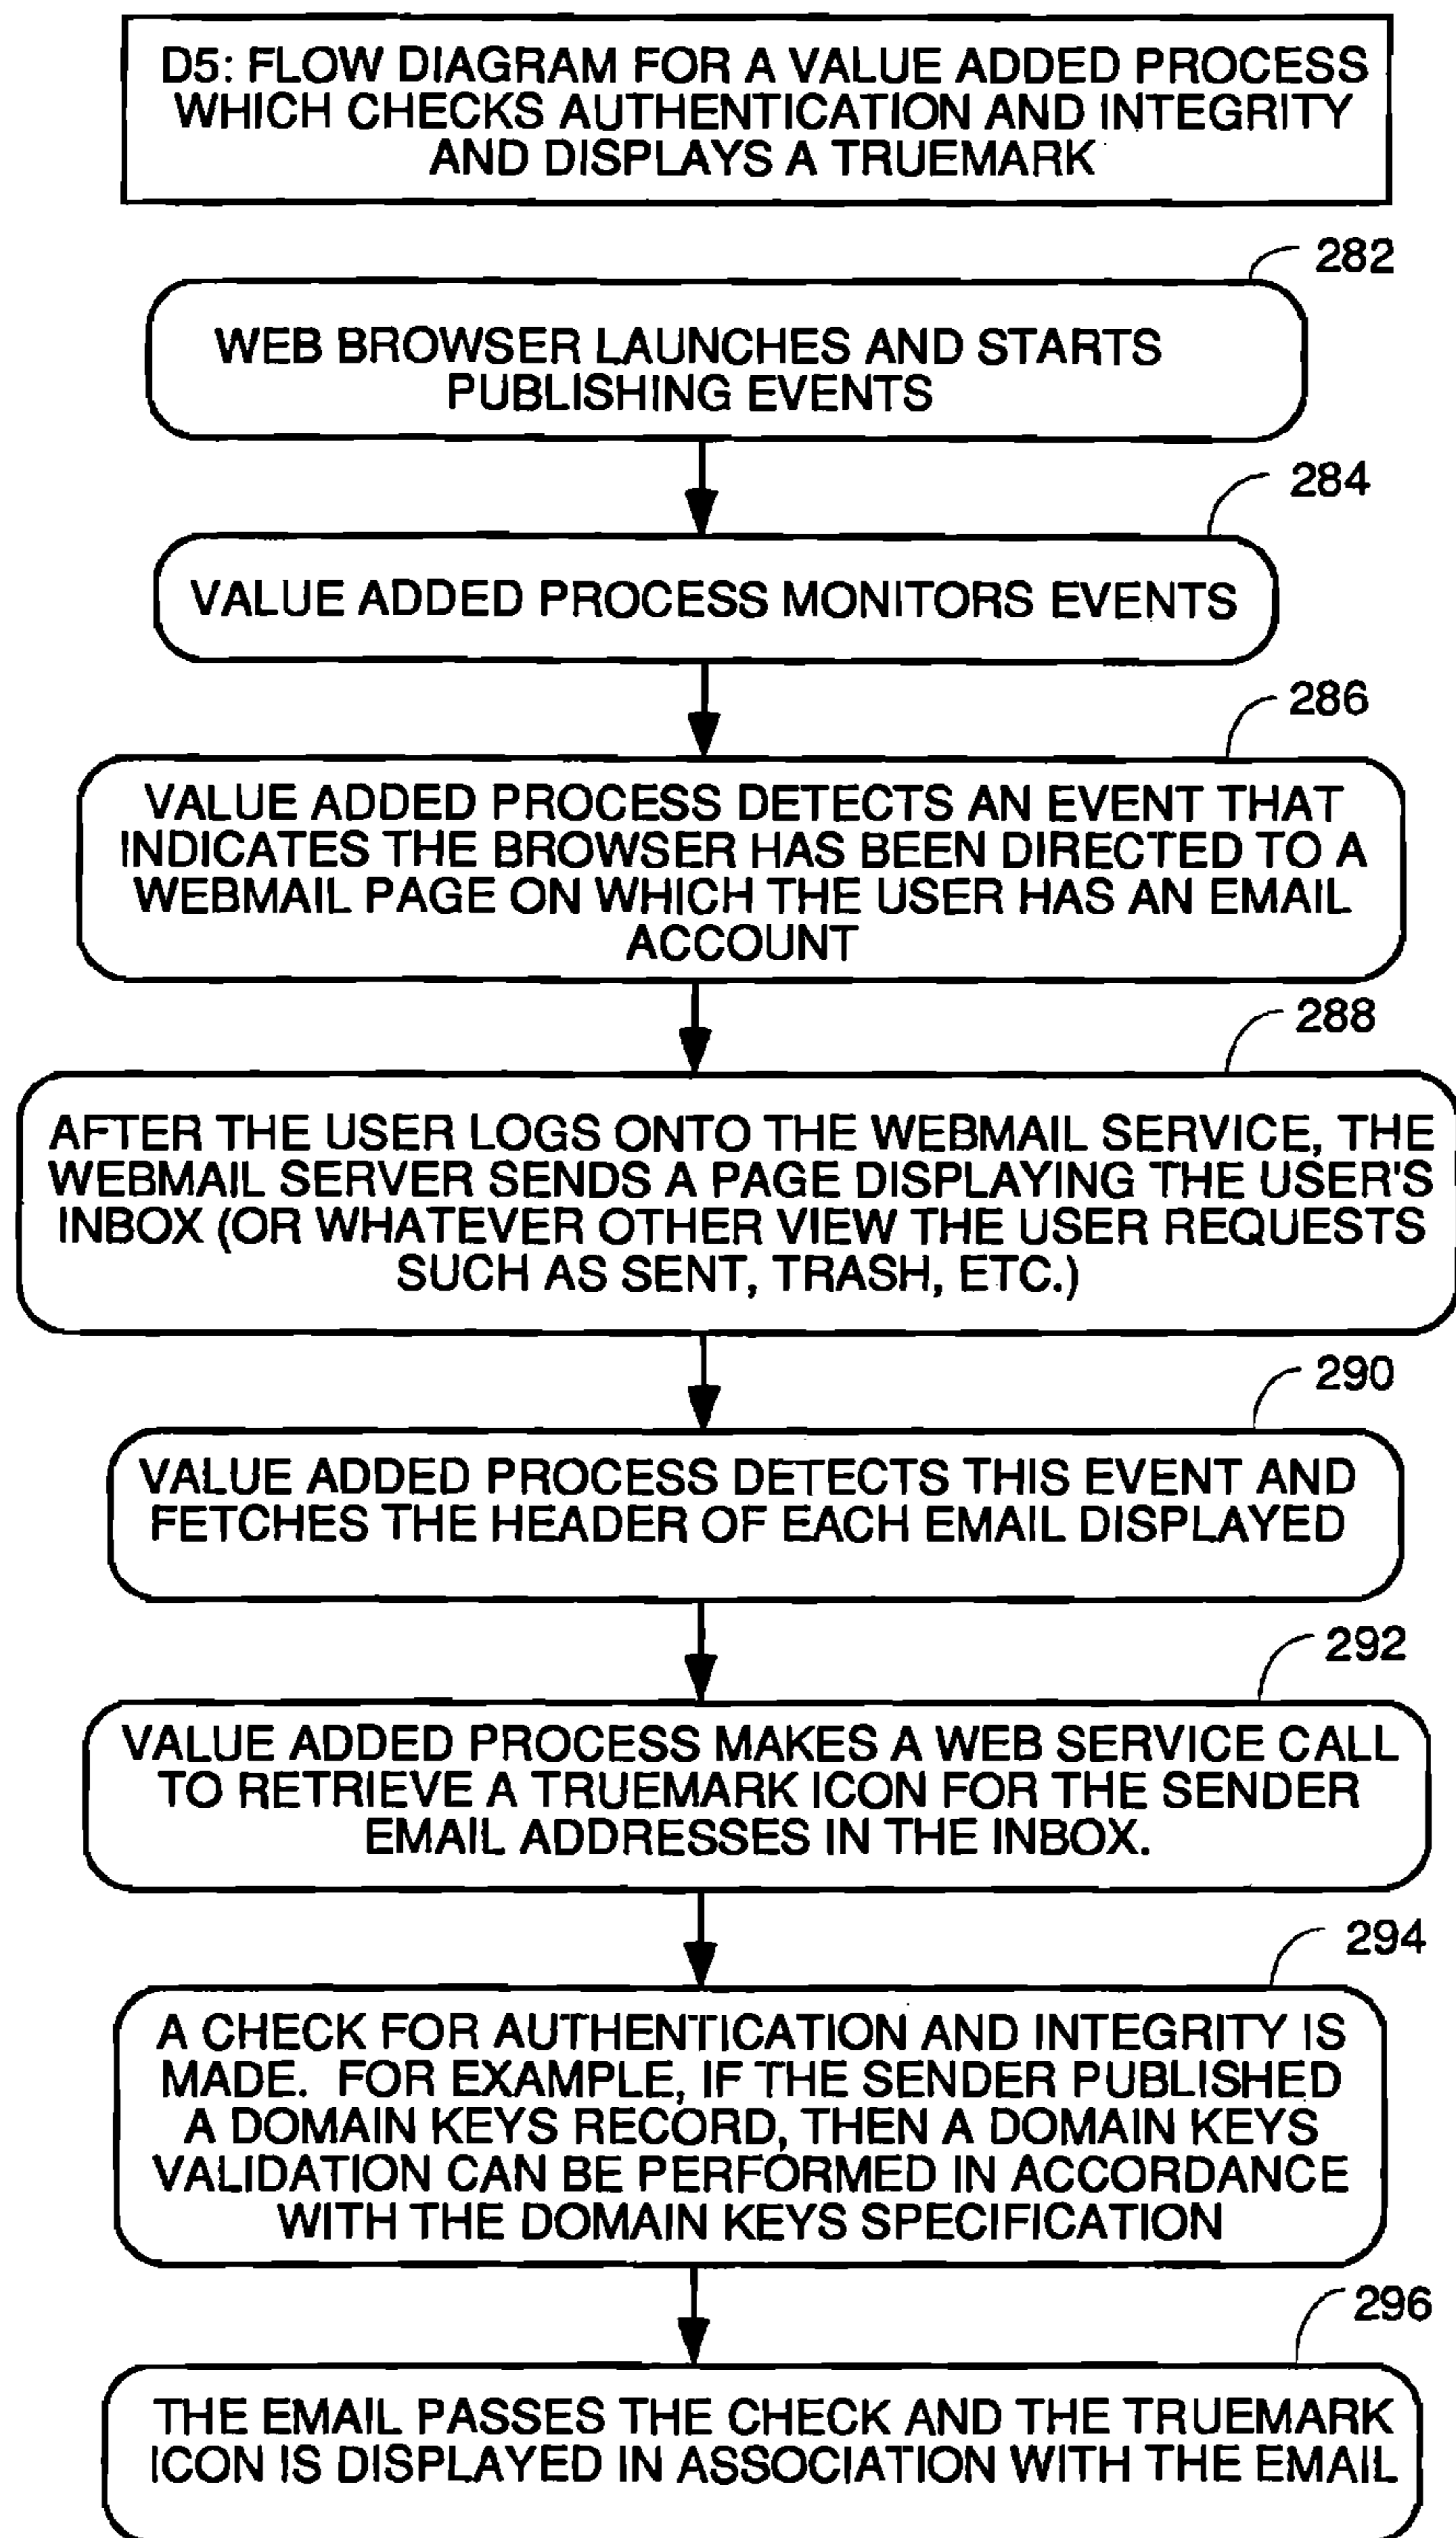 D5: FLOW DIAGRAM FOR A VALUE ADDED PROCESS
WHICH CHECKS AUTHENTICATION AND INTEGRITY
AND DISPLAYS A TRUEMARK
282
WEB BROWSER LAUNCHES AND STARTS
PUBLISHING EVENTS
284
VALUE ADDED PROCESS MONITORS EVENTS
286
VALUE ADDED PROCESS DETECTS AN EVENT THAT
INDICATES THE BROWSER HAS BEEN DIRECTED TO A
WEBMAIL PAGE ON WHICH THE USER HAS AN EMAIL
ACCOUNT
288
AFTER THE USER LOGS ONTO THE WEBMAIL SERVICE, THE
WEBMAIL SERVER SENDS A PAGE DISPLAYING THE USER'S
INBOX (OR WHATEVER OTHER VIEW THE USER REQUESTS
SUCH AS SENT, TRASH, ETC.)
290
VALUE ADDED PROCESS DETECTS THIS EVENT AND
FETCHES THE HEADER OF EACH EMAIL DISPLAYED
292
VALUE ADDED PROCESS MAKES A WEB SERVICE CALL
TO RETRIEVE A TRUEMARK ICON FOR THE SENDER
EMAIL ADDRESSES IN THE INBOX.
294
A CHECK FOR AUTHENTICATION AND INTEGRITY IS
MADE. FOR EXAMPLE, IF THE SENDER PUBLISHED
A DOMAIN KEYS RECORD, THEN A DOMAIN KEYS
VALIDATION CAN BE PERFORMED IN ACCORDANCE
WITH THE DOMAIN KEYS SPECIFICATION
296
THE EMAIL PASSES THE CHECK AND THE TRUEMARK
ICON IS DISPLAYED IN ASSOCIATION WITH THE EMAIL